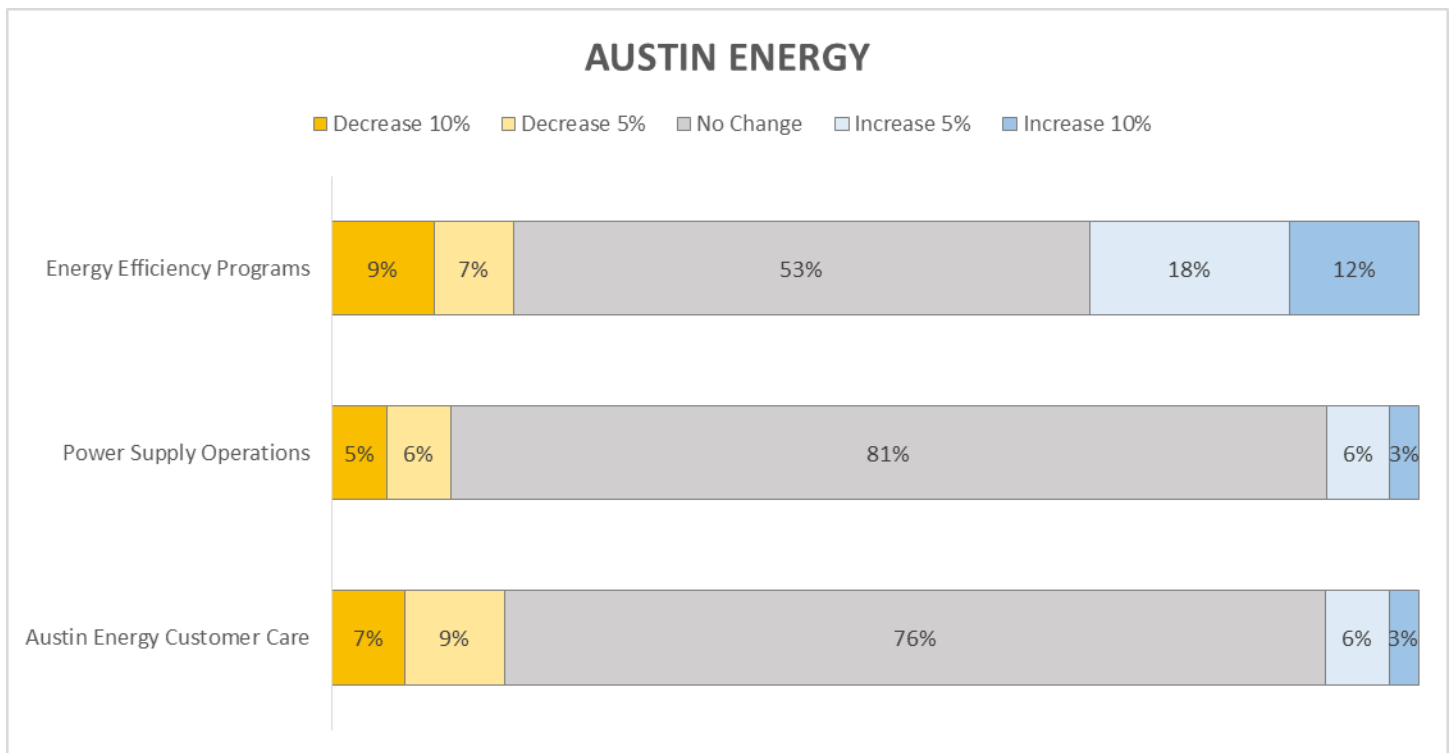 AUSTIN ENERGY
Decrease 10% Decrease 5% No Change Increase 5% Increase 10%
Energy Efficiency Programs 9% 7% 53% 18% 12%
Power Supply Operations 5% 6% 81% 6% 3%
Austin Energy Customer Care 7% 9% 76% 6% 3%